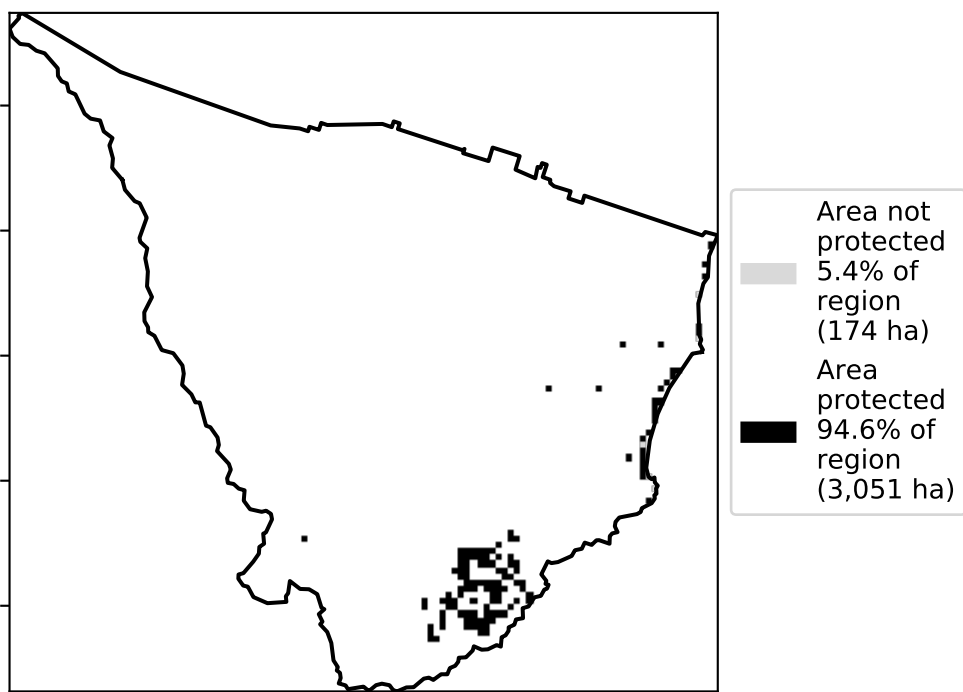 Area not
protected
5.4% of
region
(174 ha)
Area
protected
94.6% of
region
(3,051 ha)